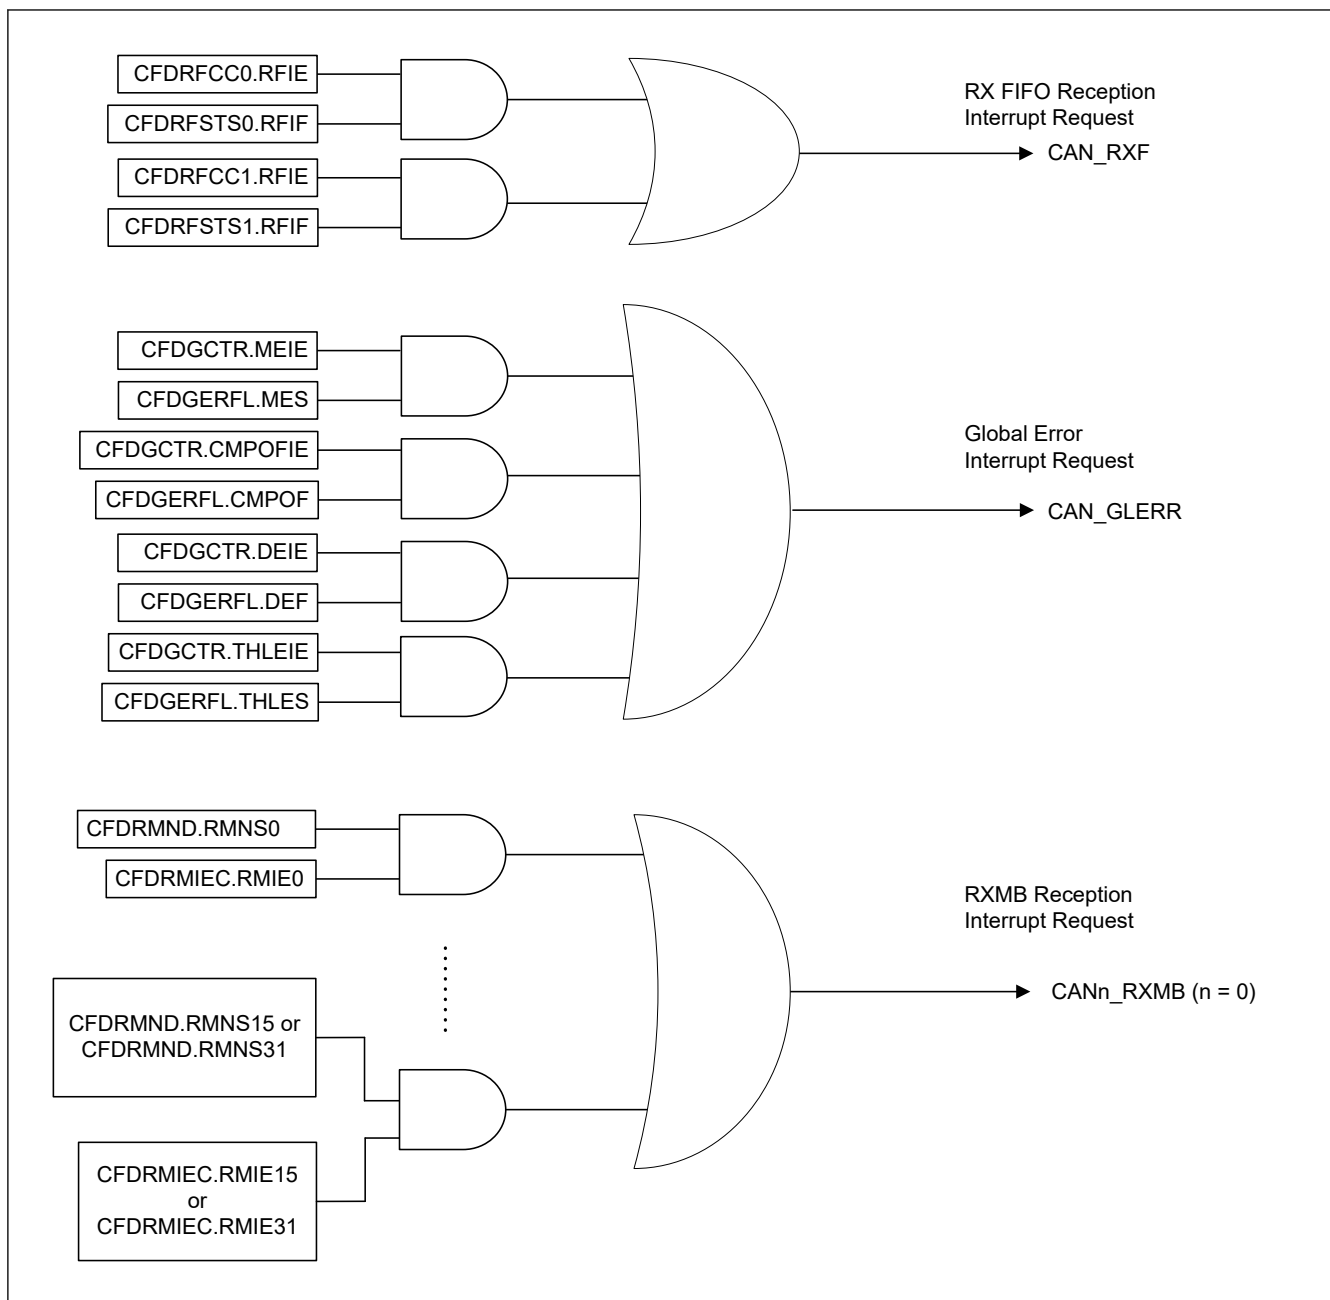 CFDRFCC0.RFIE
CFDRFSTS0.RFIF
CFDRFCC1.RFIE
CFDRFSTS1.RFIF
RX FIFO Reception
Interrupt Request
CAN_RXF
CFDGCTR.MEIE
CFDGERFL.MES
CFDGCTR.CMPOFIE
CFDGERFL.CMPOF
CFDGCTR.DEIE
CFDGERFL.DEF
CFDGCTR.THLEIE
CFDGERFL.THLES
Global Error
Interrupt Request
CAN_GLERR
CFDRMND.RMNS0
CFDRMIEC.RMIE0
CFDRMND.RMNS15 or
CFDRMND.RMNS31
CFDRMIEC.RMIE15
or
CFDRMIEC.RMIE31
RXMB Reception
Interrupt Request
CANn_RXMB (n = 0)